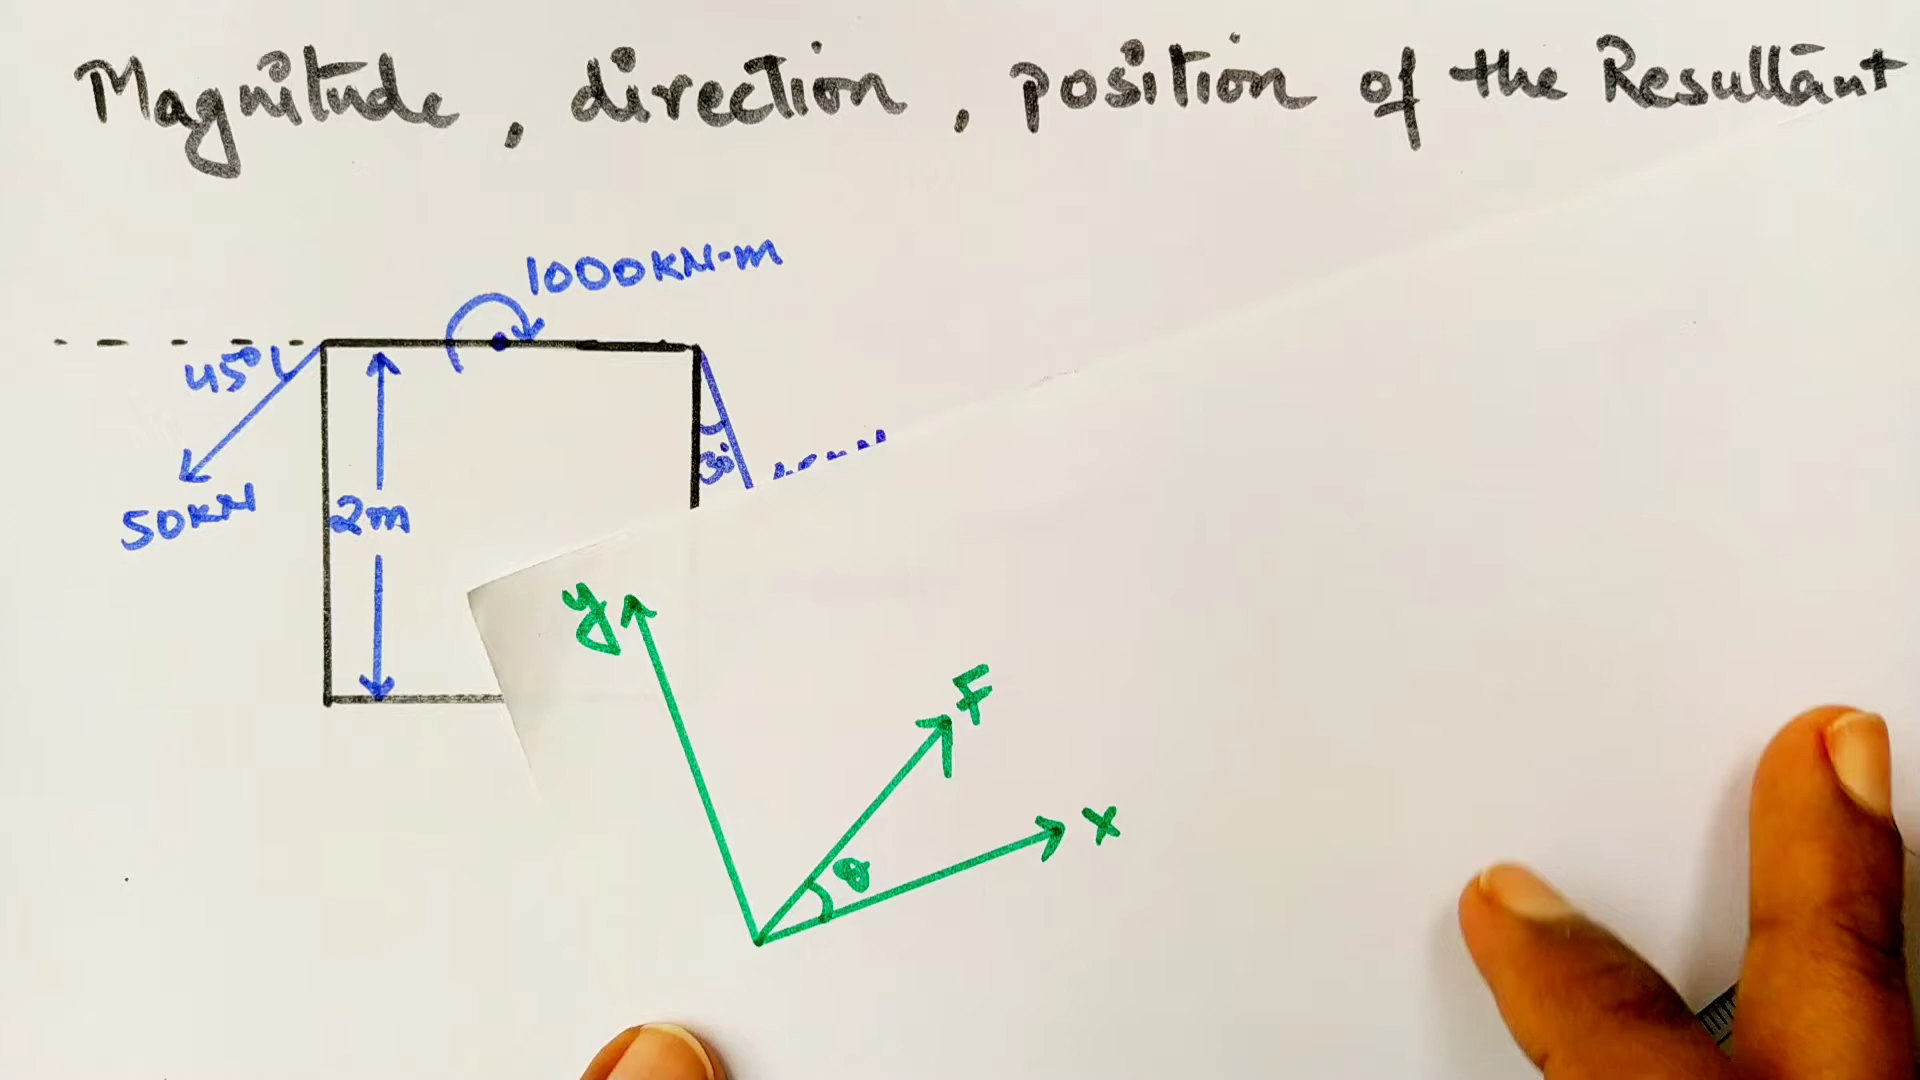 Magnitude, direction, position of the Resultant
1000KN-m
45°
30°
50KN
2m
y
F
x
θ